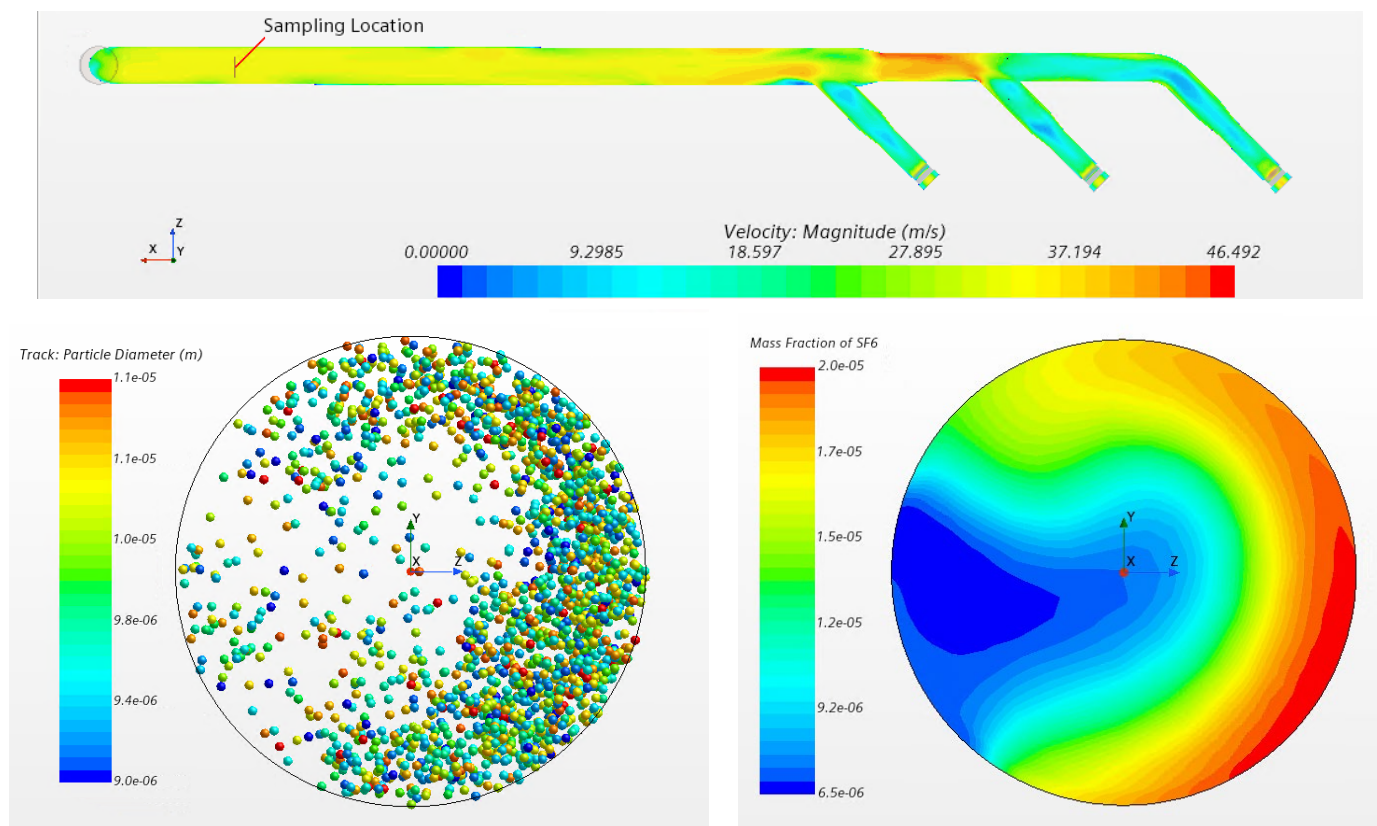 Sampling Location
Z
X
Y
Velocity: Magnitude (m/s)
0.00000 9.2985 18.597 27.895 37.194 46.492
Track: Particle Diameter (m)
1.1e-05
1.1e-05
1.0e-05
9.8e-06
9.4e-06
9.0e-06
Y
X
Z
Mass Fraction of SF6
2.0e-05
1.7e-05
1.5e-05
1.2e-05
9.2e-06
6.5e-06
Y
X
Z